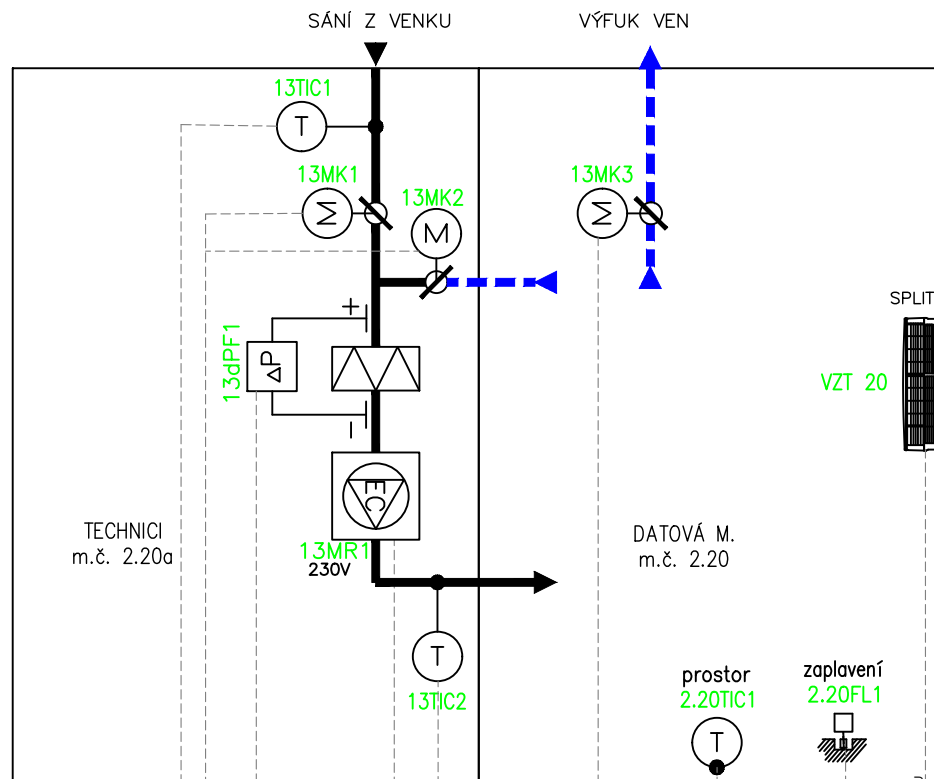 SÁNÍ Z VENKU
VÝFUK VEN
13TIC1
T
13MK1
M
13MK2
M
13MK3
M
+
SPLIT
13dPF1
ΔP
VZT 20
–
EC
TECHNICI
m.č. 2.20a
DATOVÁ M.
m.č. 2.20
13MR1
230V
T
13TIC2
prostor
2.20TIC1
T
zaplavení
2.20FL1